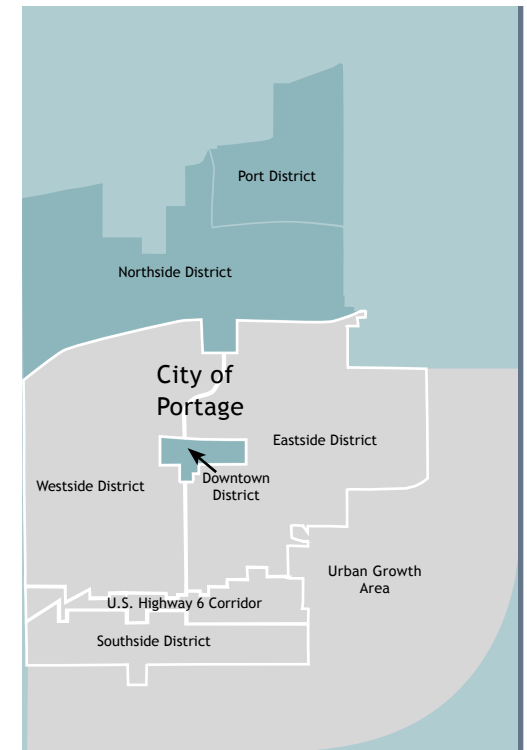 Port District
Northside District
City of
Portage
Eastside District
Westside District
Downtown
District
Urban Growth
Area
U.S. Highway 6 Corridor
Southside District